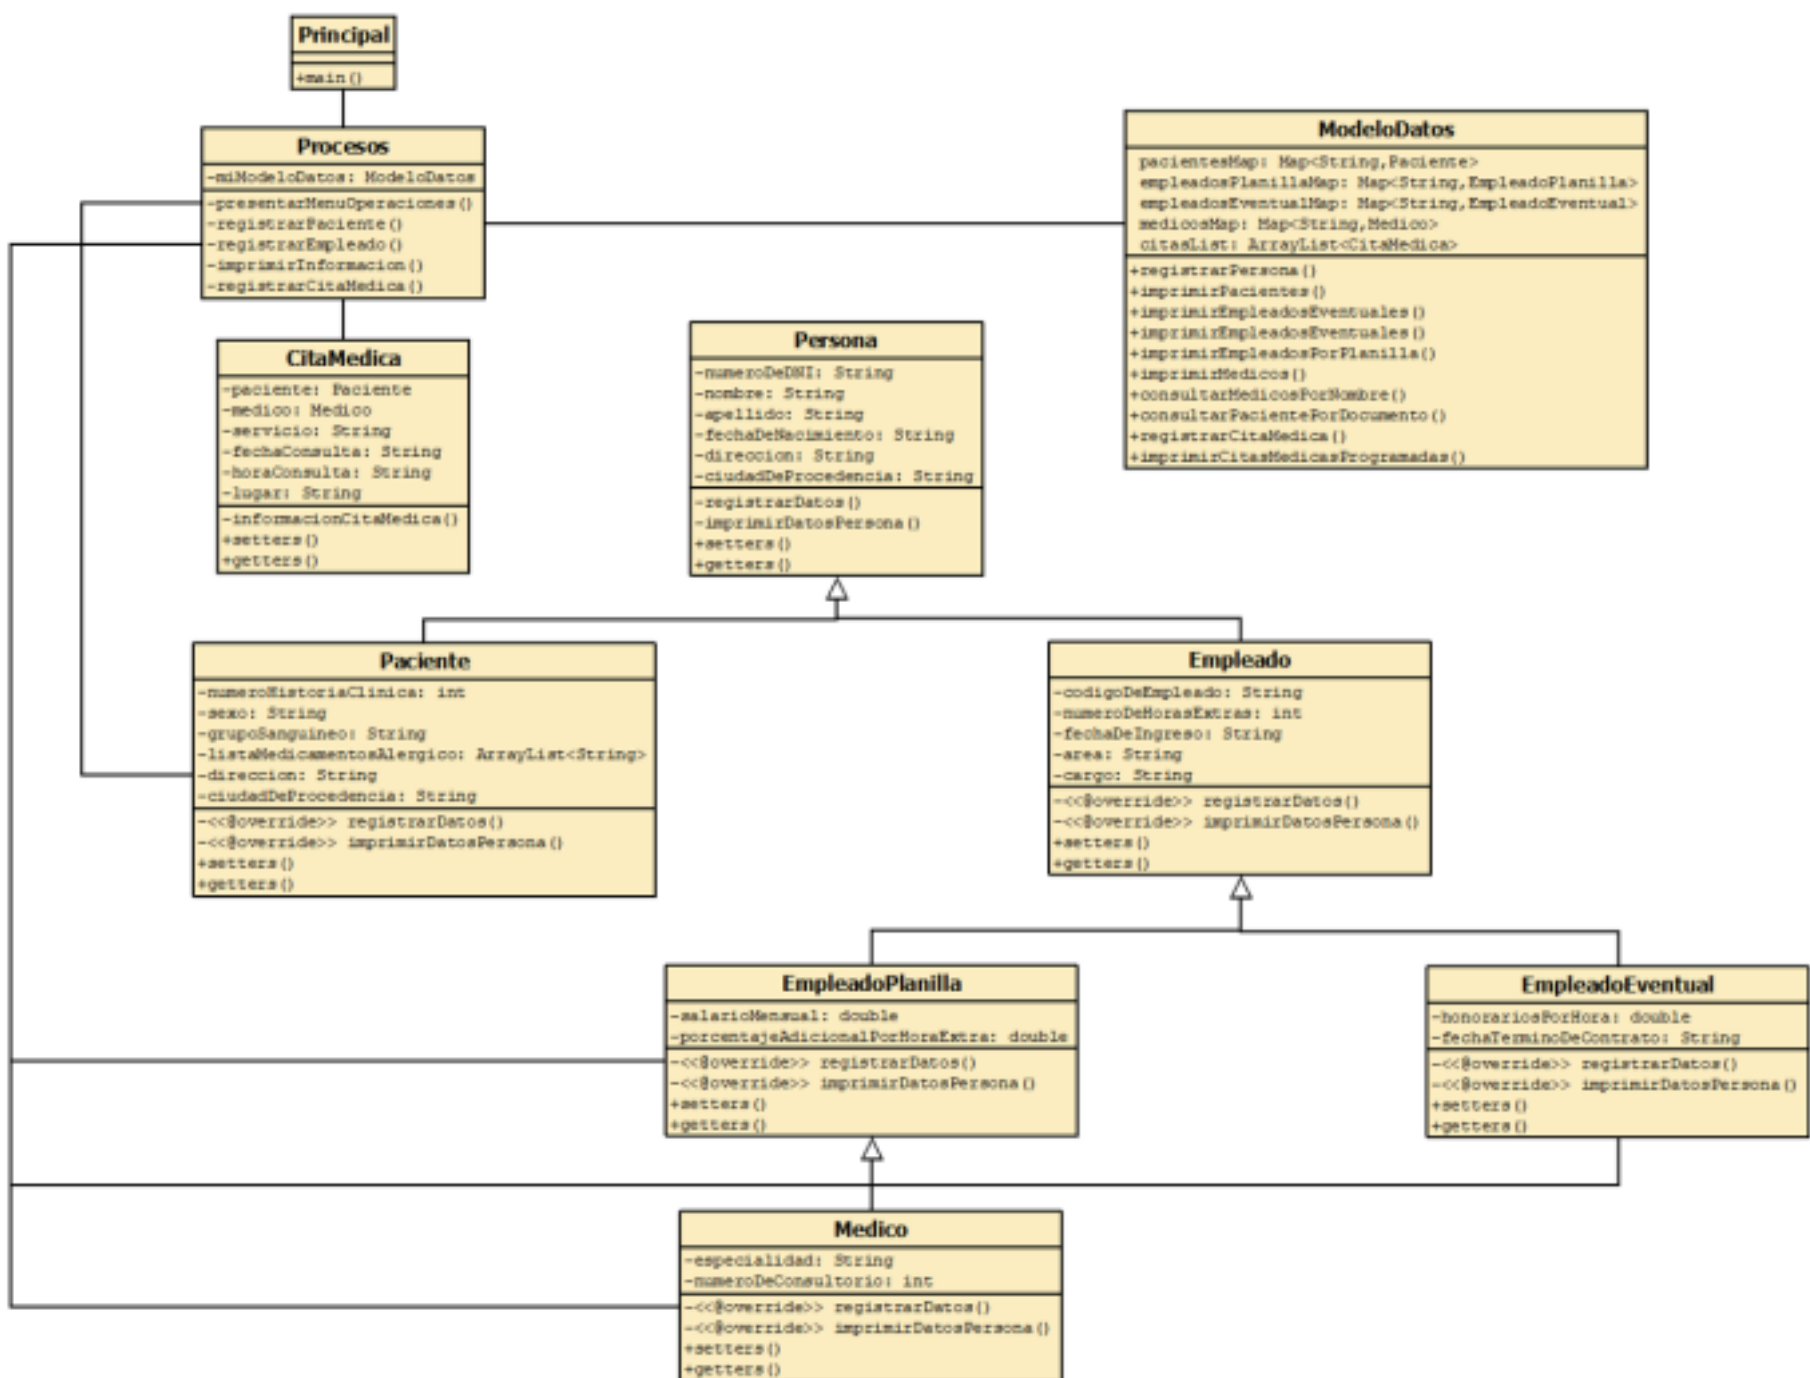 Principal
+main()
Procesos
-miModeloDatos: ModeloDatos
-presentarMenuOperaciones()
-registrarPaciente()
-registrarEmpleado()
-imprimirInformacion()
-registrarCitaMedica()
ModeloDatos
pacientesMap: Map<String,Paciente>
empleadosPlanillaMap: Map<String,EmpleadoPlanilla>
empleadosEventualMap: Map<String,EmpleadoEventual>
medicosMap: Map<String,Medico>
citasList: ArrayList<CitaMedica>
+registrarPersona()
+imprimirPacientes()
+imprimirEmpleadosEventuales()
+imprimirEmpleadosEventuales()
+imprimirEmpleadosPorPlanilla()
+imprimirMedicos()
+consultarMedicosPorNombre()
+consultarPacientePorDocumento()
+registrarCitaMedica()
+imprimirCitasMedicasProgramadas()
CitaMedica
-paciente: Paciente
-medico: Medico
-servicio: String
-fechaConsulta: String
-horaConsulta: String
-lugar: String
-informacionCitaMedica()
+setters()
+getters()
Persona
-numeroDeDNI: String
-nombre: String
-apellido: String
-fechaDeNacimiento: String
-direccion: String
-ciudadDeProcedencia: String
-registrarDatos()
-imprimirDatosPersona()
+setters()
+getters()
Paciente
-numeroHistoriaClinica: int
-sexo: String
-grupoSanguineo: String
-listaMedicamentosAlergico: ArrayList<String>
-direccion: String
-ciudadDeProcedencia: String
-<<@override>> registrarDatos()
-<<@override>> imprimirDatosPersona()
+setters()
+getters()
Empleado
-codigoDeEmpleado: String
-numeroDeHorasExtras: int
-fechaDeIngreso: String
-area: String
-cargo: String
-<<@override>> registrarDatos()
-<<@override>> imprimirDatosPersona()
+setters()
+getters()
EmpleadoPlanilla
-salarioMensual: double
-porcentajeAdicionalPorHoraExtra: double
-<<@override>> registrarDatos()
-<<@override>> imprimirDatosPersona()
+setters()
+getters()
EmpleadoEventual
-honorariosPorHora: double
-fechaTerminoDeContrato: String
-<<@override>> registrarDatos()
-<<@override>> imprimirDatosPersona()
+setters()
+getters()
Medico
-especialidad: String
-numeroDeConsultorio: int
-<<@override>> registrarDatos()
-<<@override>> imprimirDatosPersona()
+setters()
+getters()